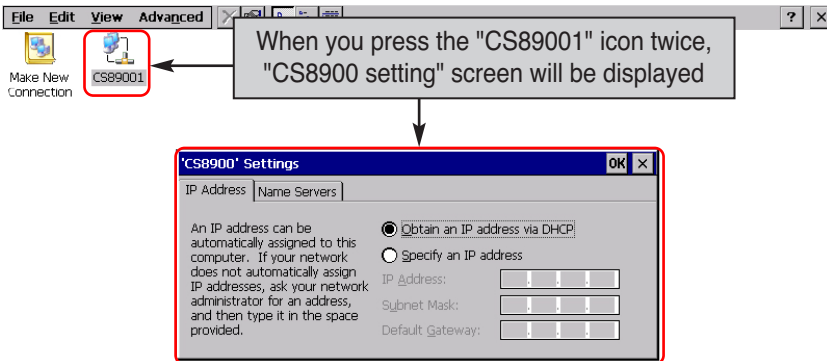 File Edit View Advanced ? ×
When you press the "CS89001" icon twice,
"CS8900 setting" screen will be displayed
Make New
Connection
CS89001
'CS8900' Settings OK ×
IP Address Name Servers
An IP address can be
automatically assigned to this
computer. If your network
does not automatically assign
IP addresses, ask your network
administrator for an address,
and then type it in the space
provided.
Obtain an IP address via DHCP
Specify an IP address
IP Address:
Subnet Mask:
Default Gateway: